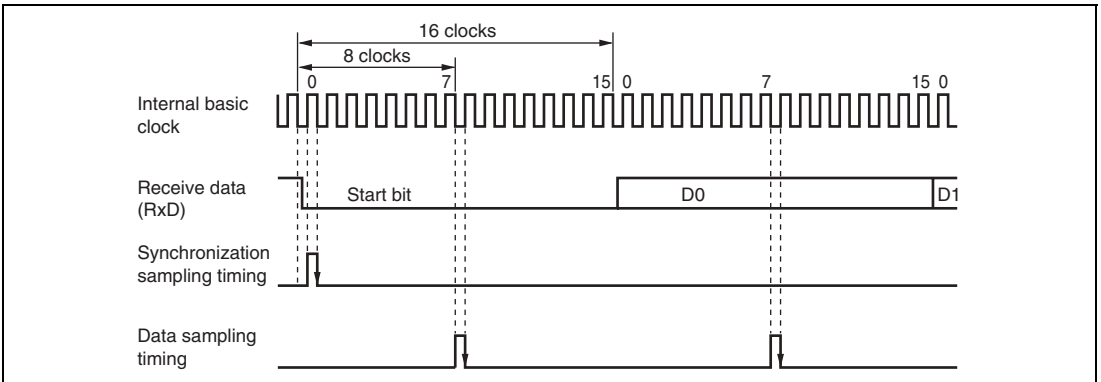 16 clocks
8 clocks
0 7 15 0 7 15 0
Internal basic
clock
Receive data
(RxD)
Start bit D0 D1
Synchronization
sampling timing
Data sampling
timing